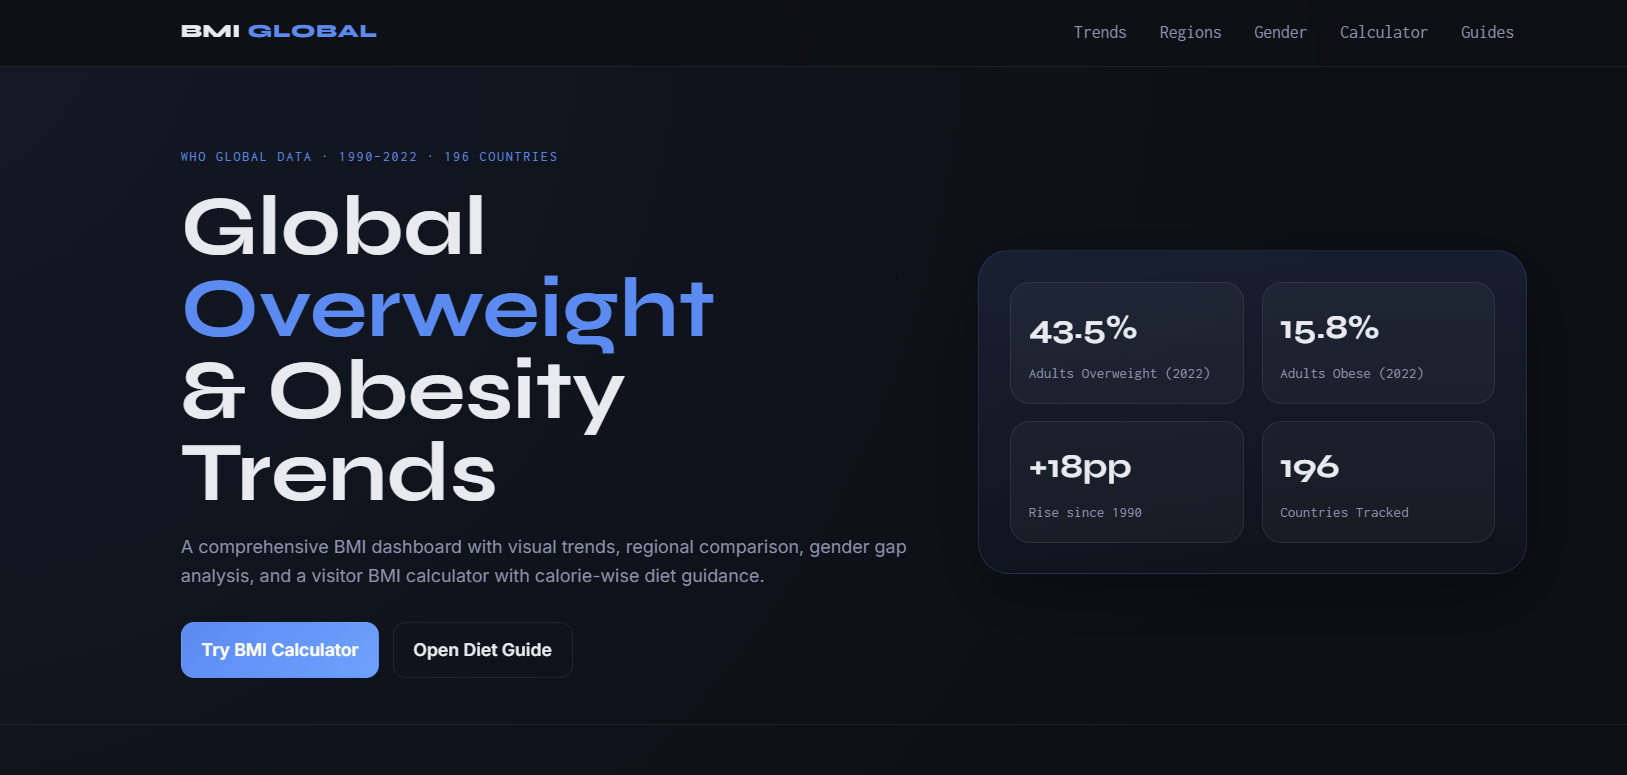 BMI GLOBAL
Trends Regions Gender Calculator Guides
WHO GLOBAL DATA · 1990–2022 · 196 COUNTRIES
Global
Overweight
& Obesity
Trends
A comprehensive BMI dashboard with visual trends, regional comparison, gender gap
analysis, and a visitor BMI calculator with calorie-wise diet guidance.
Try BMI Calculator
Open Diet Guide
43.5%
Adults Overweight (2022)
15.8%
Adults Obese (2022)
+18pp
Rise since 1990
196
Countries Tracked